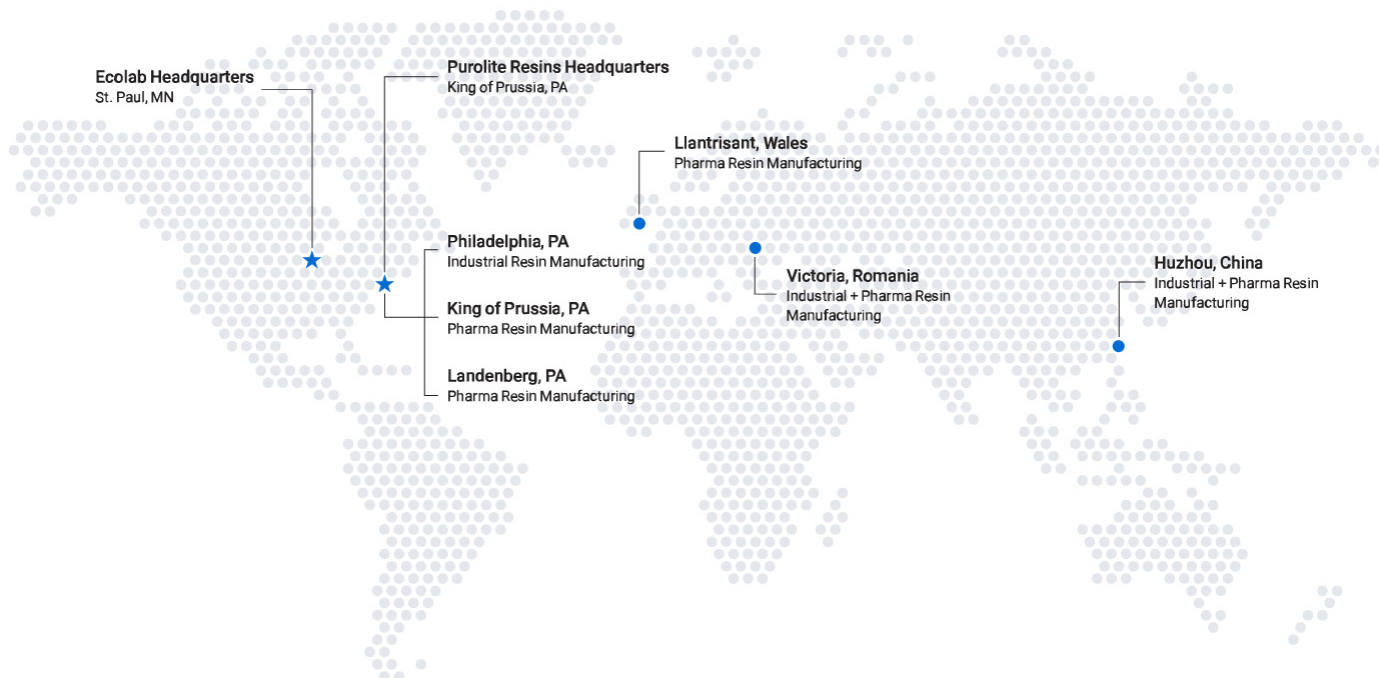 Ecolab Headquarters
St. Paul, MN
Purolite Resins Headquarters
King of Prussia, PA
Llantrisant, Wales
Pharma Resin Manufacturing
Philadelphia, PA
Industrial Resin Manufacturing
King of Prussia, PA
Pharma Resin Manufacturing
Landenberg, PA
Pharma Resin Manufacturing
Victoria, Romania
Industrial + Pharma Resin
Manufacturing
Huzhou, China
Industrial + Pharma Resin
Manufacturing